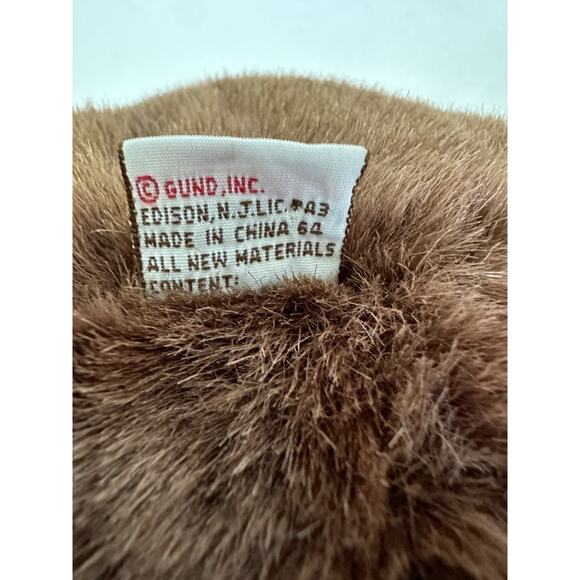 © GUND, INC.
EDISON, N.J. LIC. #43
MADE IN CHINA 64
ALL NEW MATERIALS
CONTENT: